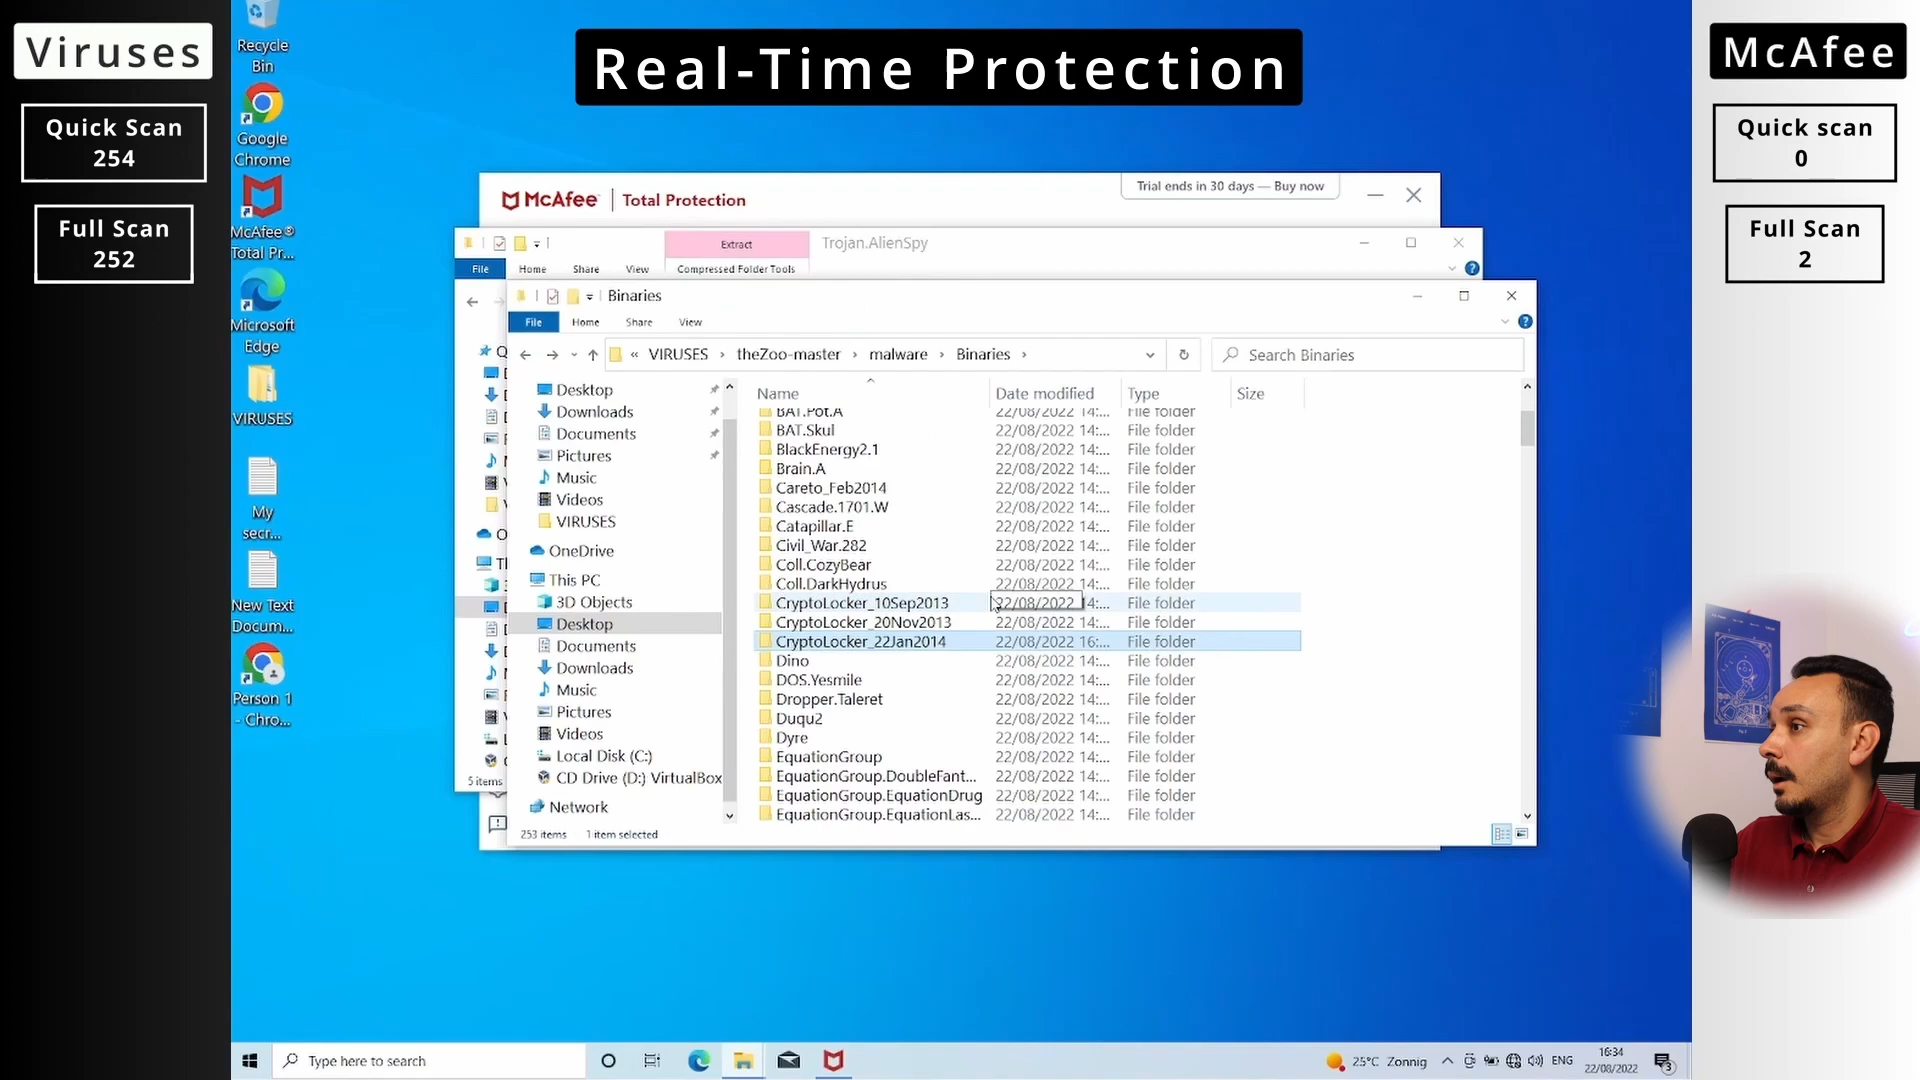 Viruses
Quick Scan
254
Full Scan
252
Real-Time Protection
McAfee
Quick scan
0
Full Scan
2
Recycle
Bin
Google
Chrome
McAfee®
Total Pr...
Microsoft
Edge
VIRUSES
My
secr...
New Text
Docum...
Person 1
- Chro...
McAfee | Total Protection
Trial ends in 30 days — Buy now
Extract
Trojan.AlienSpy
File
Home
Share
View
Compressed Folder Tools
5 items
Binaries
File
Home
Share
View
« VIRUSES › theZoo-master › malware › Binaries ›
Search Binaries
Desktop
Downloads
Documents
Pictures
Music
Videos
VIRUSES
OneDrive
This PC
3D Objects
Desktop
Documents
Downloads
Music
Pictures
Videos
Local Disk (C:)
CD Drive (D:) VirtualBox
Network
Name Date modified Type Size
BAT.Pot.A 22/08/2022 14:... File folder
BAT.Skul 22/08/2022 14:... File folder
BlackEnergy2.1 22/08/2022 14:... File folder
Brain.A 22/08/2022 14:... File folder
Careto_Feb2014 22/08/2022 14:... File folder
Cascade.1701.W 22/08/2022 14:... File folder
Catapillar.E 22/08/2022 14:... File folder
Civil_War.282 22/08/2022 14:... File folder
Coll.CozyBear 22/08/2022 14:... File folder
Coll.DarkHydrus 22/08/2022 14:... File folder
CryptoLocker_10Sep2013 22/08/2022 14:... File folder
CryptoLocker_20Nov2013 22/08/2022 14:... File folder
CryptoLocker_22Jan2014 22/08/2022 16:... File folder
Dino 22/08/2022 14:... File folder
DOS.Yesmile 22/08/2022 14:... File folder
Dropper.Taleret 22/08/2022 14:... File folder
Duqu2 22/08/2022 14:... File folder
Dyre 22/08/2022 14:... File folder
EquationGroup 22/08/2022 14:... File folder
EquationGroup.DoubleFant... 22/08/2022 14:... File folder
EquationGroup.EquationDrug 22/08/2022 14:... File folder
EquationGroup.EquationLas... 22/08/2022 14:... File folder
253 items 1 item selected
Type here to search
25°C Zonnig
ENG
16:34
22/08/2022
3